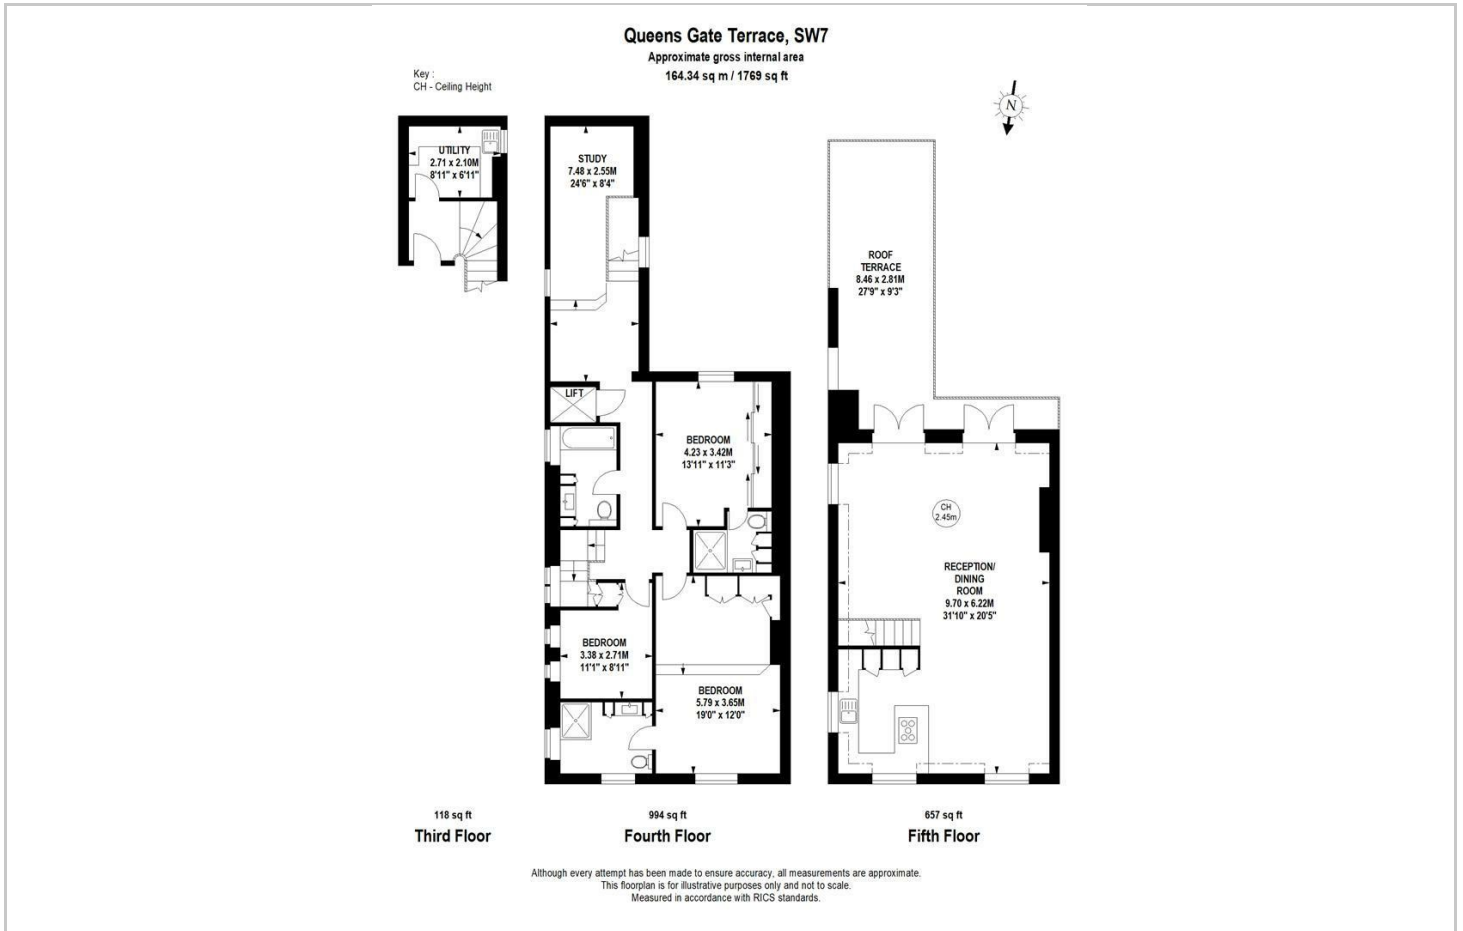 Queens Gate Terrace, SW7
Approximate gross internal area
164.34 sq m / 1769 sq ft
Key :
CH - Ceiling Height
N
UTILITY
2.71 x 2.10M
8'11" x 6'11"
STUDY
7.48 x 2.55M
24'6" x 8'4"
ROOF
TERRACE
8.46 x 2.81M
27'9" x 9'3"
LIFT
BEDROOM
4.23 x 3.42M
13'11" x 11'3"
CH
2.45m
RECEPTION/
DINING
ROOM
9.70 x 6.22M
31'10" x 20'5"
BEDROOM
3.38 x 2.71M
11'1" x 8'11"
BEDROOM
5.79 x 3.65M
19'0" x 12'0"
118 sq ft
Third Floor
994 sq ft
Fourth Floor
657 sq ft
Fifth Floor
Although every attempt has been made to ensure accuracy, all measurements are approximate.
This floorplan is for illustrative purposes only and not to scale.
Measured in accordance with RICS standards.